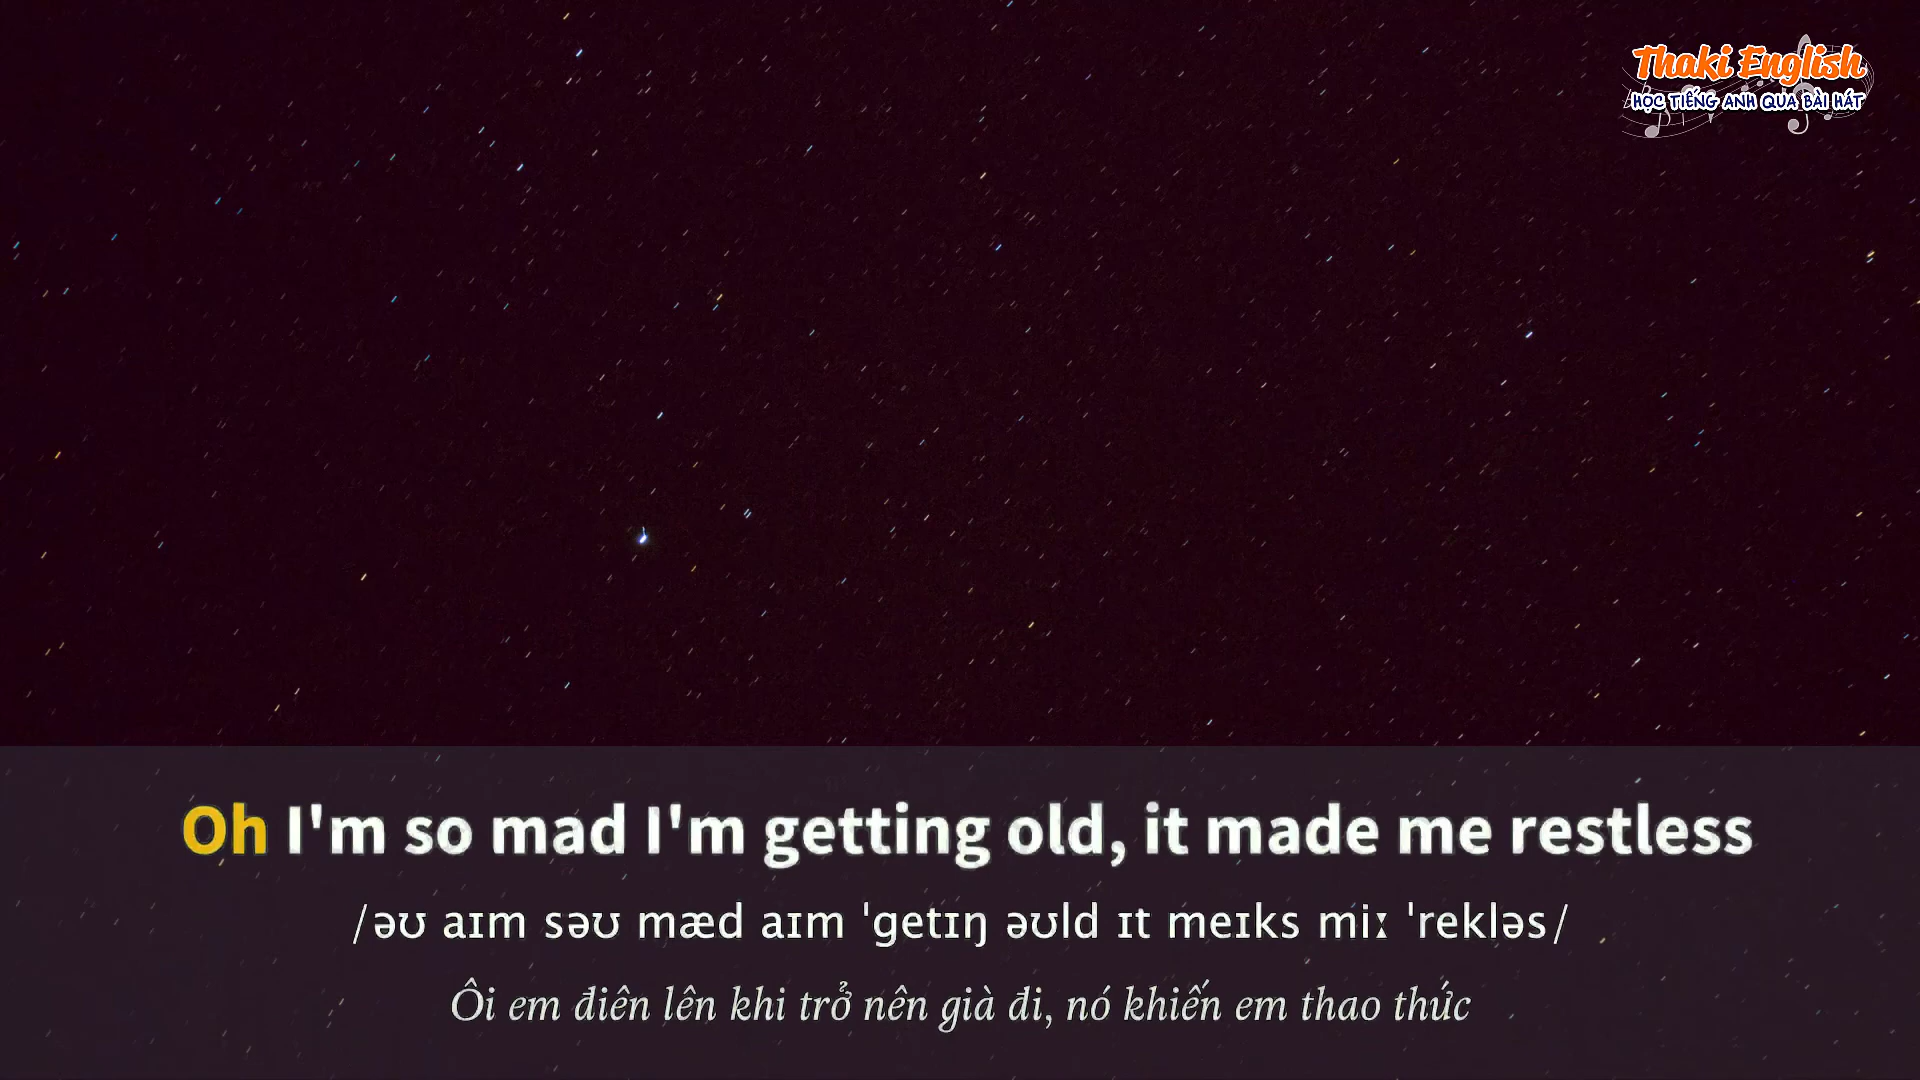 Thaki English
HỌC TIẾNG ANH QUA BÀI HÁT
Oh I'm so mad I'm getting old, it made me restless
/əʊ aɪm səʊ mæd aɪm ˈgetɪŋ əʊld ɪt meɪks miː ˈrekləs/
Ôi em điên lên khi trở nên già đi, nó khiến em thao thức